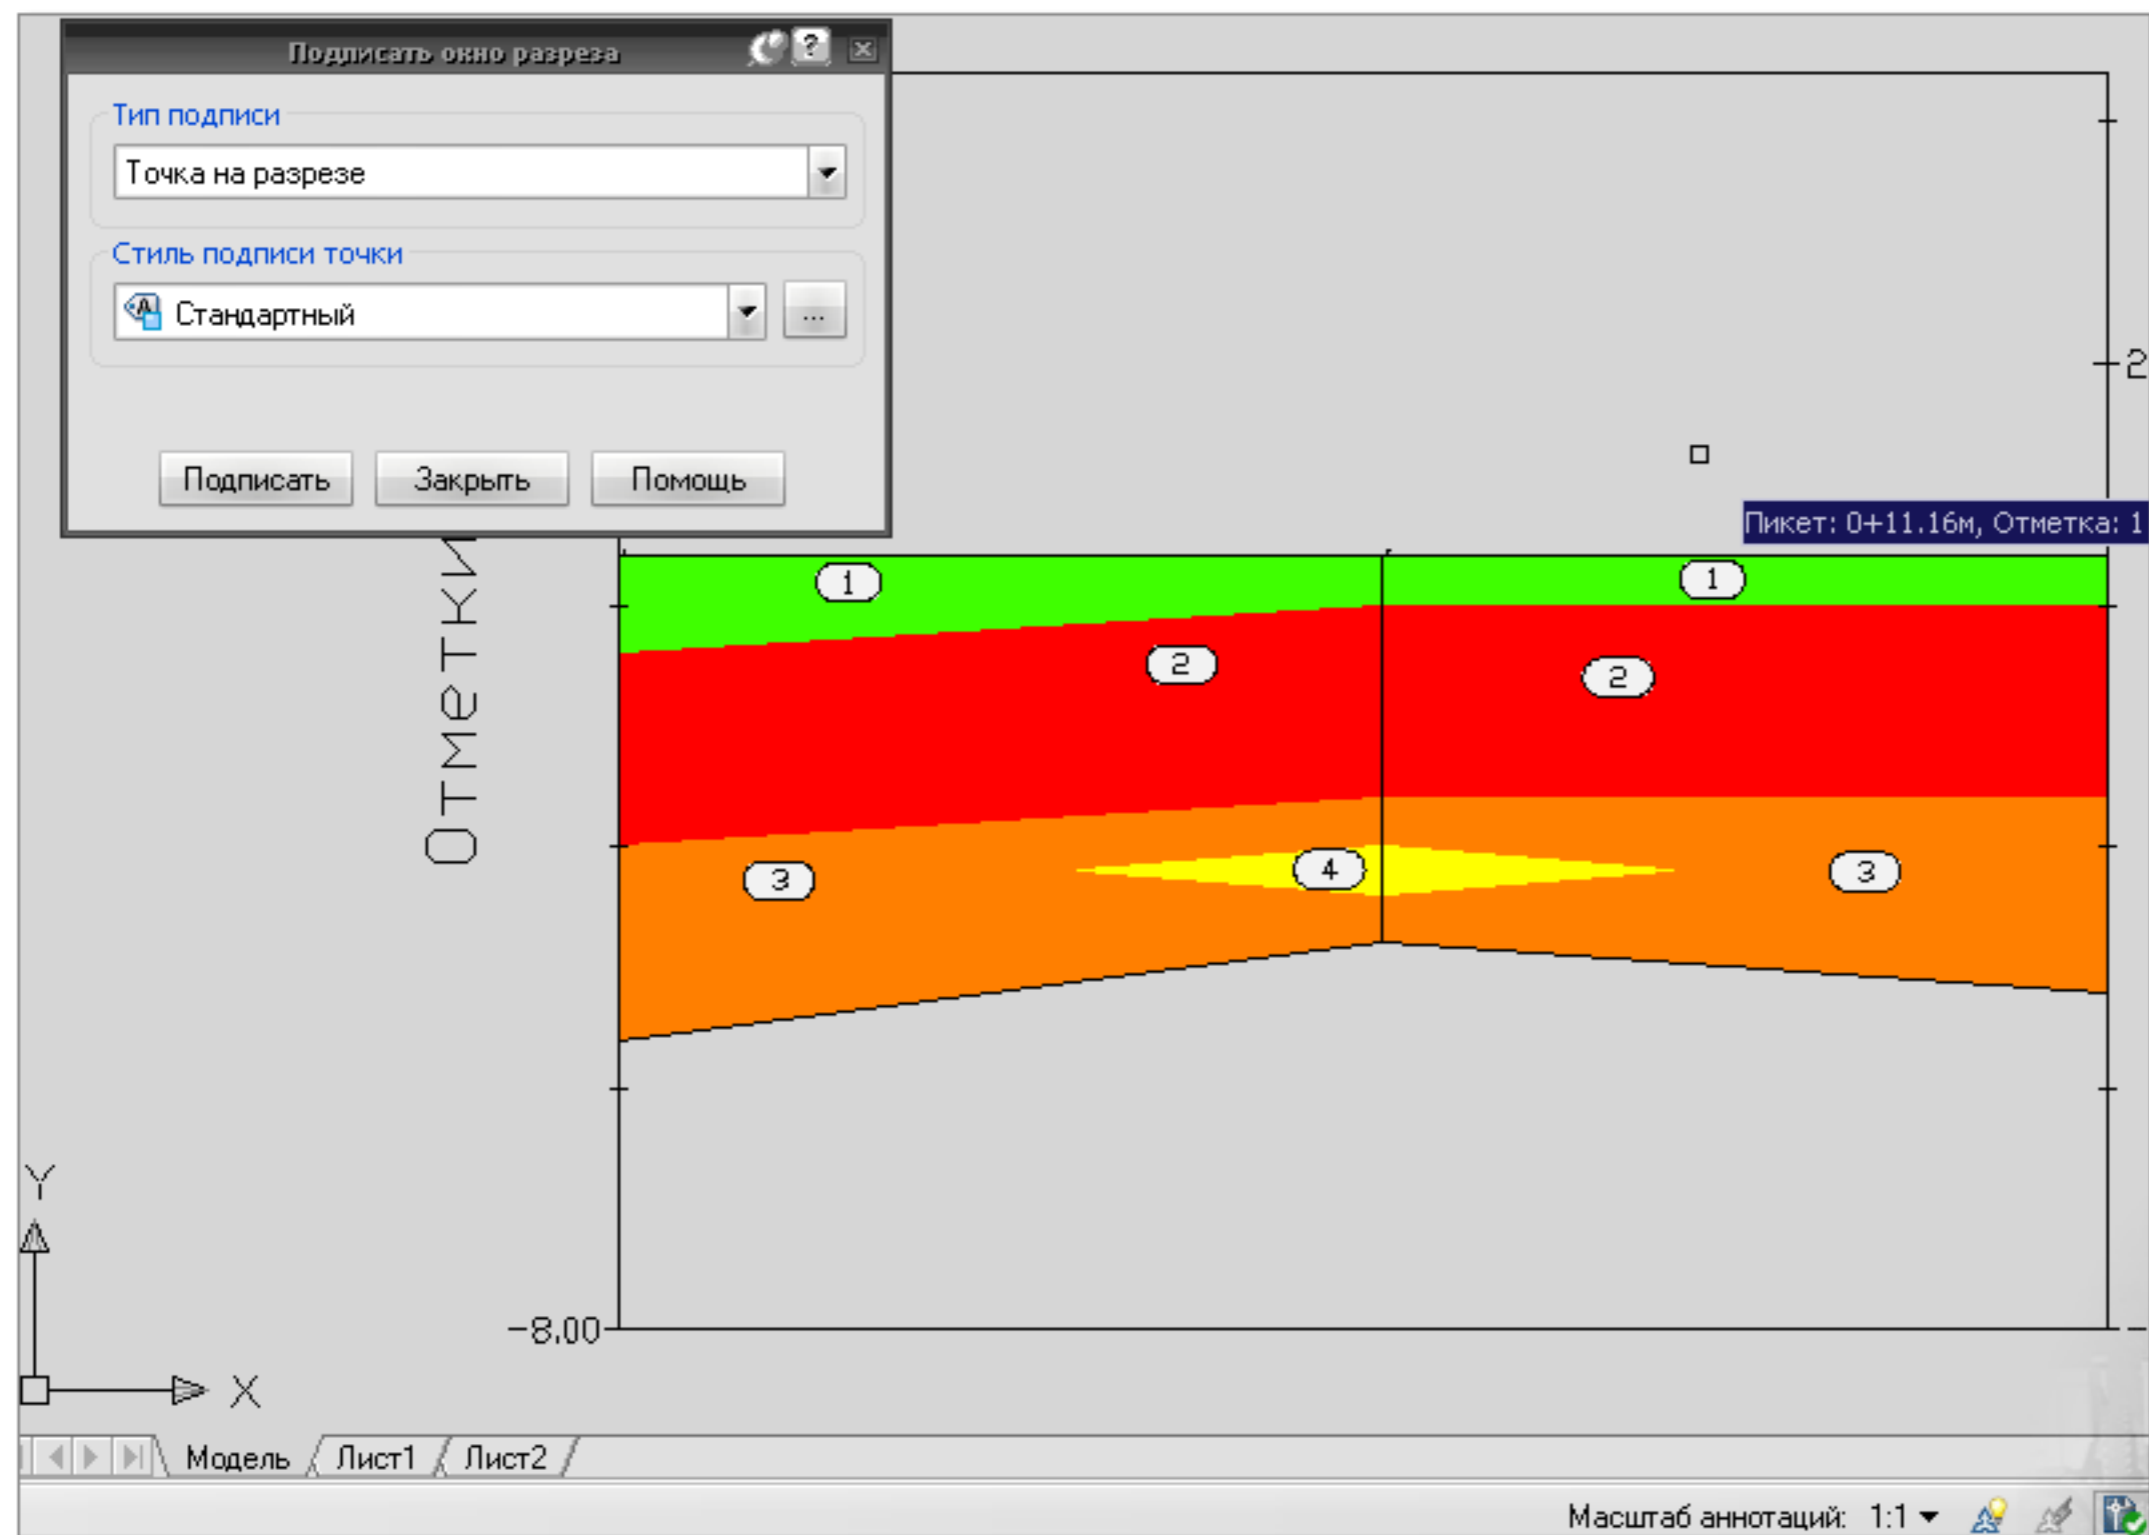 Подписать окно разреза
Тип подписи
Точка на разрезе
Стиль подписи точки
Стандартный
...
Подписать Закрыть Помощь
2
Пикет: 0+11.16м, Отметка: 1
Отметки
1 1
2 2
3 4 3
-8.00
Y
X
Модель Лист1 Лист2
Масштаб аннотаций: 1:1